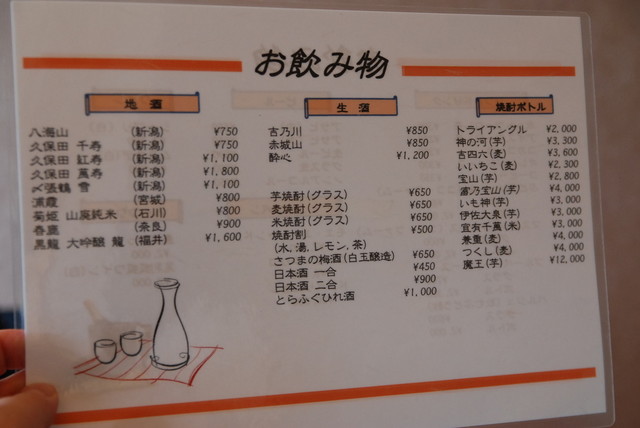 お飲み物
地酒
八海山 (新潟) ¥750
久保田 千寿 (新潟) ¥750
久保田 紅寿 (新潟) ¥1,100
久保田 萬寿 (新潟) ¥1,800
〆張鶴 雪 (新潟) ¥1,100
浦霞 (宮城) ¥800
菊姫 山廃純米 (石川) ¥800
春鹿 (奈良) ¥900
黒龍 大吟醸 龍 (福井) ¥1,600
生酒
吉乃川 ¥850
赤城山 ¥850
酔心 ¥1,200
芋焼酎(グラス) ¥650
麦焼酎(グラス) ¥650
米焼酎(グラス) ¥650
焼酎割 ¥500
(水,湯,レモン,茶)
さつまの梅酒(白玉醸造) ¥650
日本酒 一合 ¥450
日本酒 二合 ¥900
とらふぐひれ酒 ¥1,000
焼酎ボトル
トライアングル ¥2,000
神の河(芋) ¥3,300
吉四六(麦) ¥3,600
いいちこ(麦) ¥2,300
宝山(芋) ¥2,800
富乃宝山(芋) ¥4,000
いも神(芋) ¥3,000
伊佐大泉(芋) ¥3,000
宜有千萬(米) ¥3,000
兼重(麦) ¥4,000
つくし(麦) ¥4,000
魔王(芋) ¥12,000